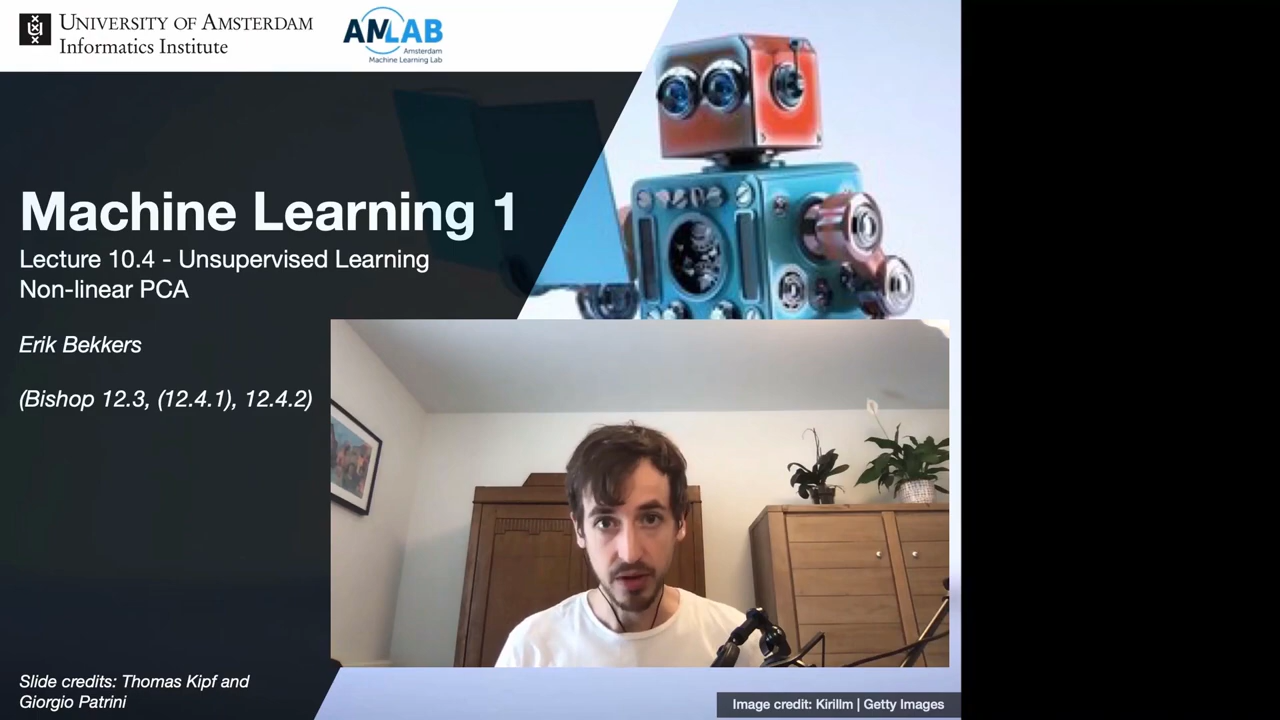 UNIVERSITY OF AMSTERDAM
Informatics Institute
AMLAB
Amsterdam
Machine Learning Lab
Machine Learning 1
Lecture 10.4 - Unsupervised Learning
Non-linear PCA
Erik Bekkers
(Bishop 12.3, (12.4.1), 12.4.2)
Slide credits: Thomas Kipf and
Giorgio Patrini
Image credit: Kirillm | Getty Images